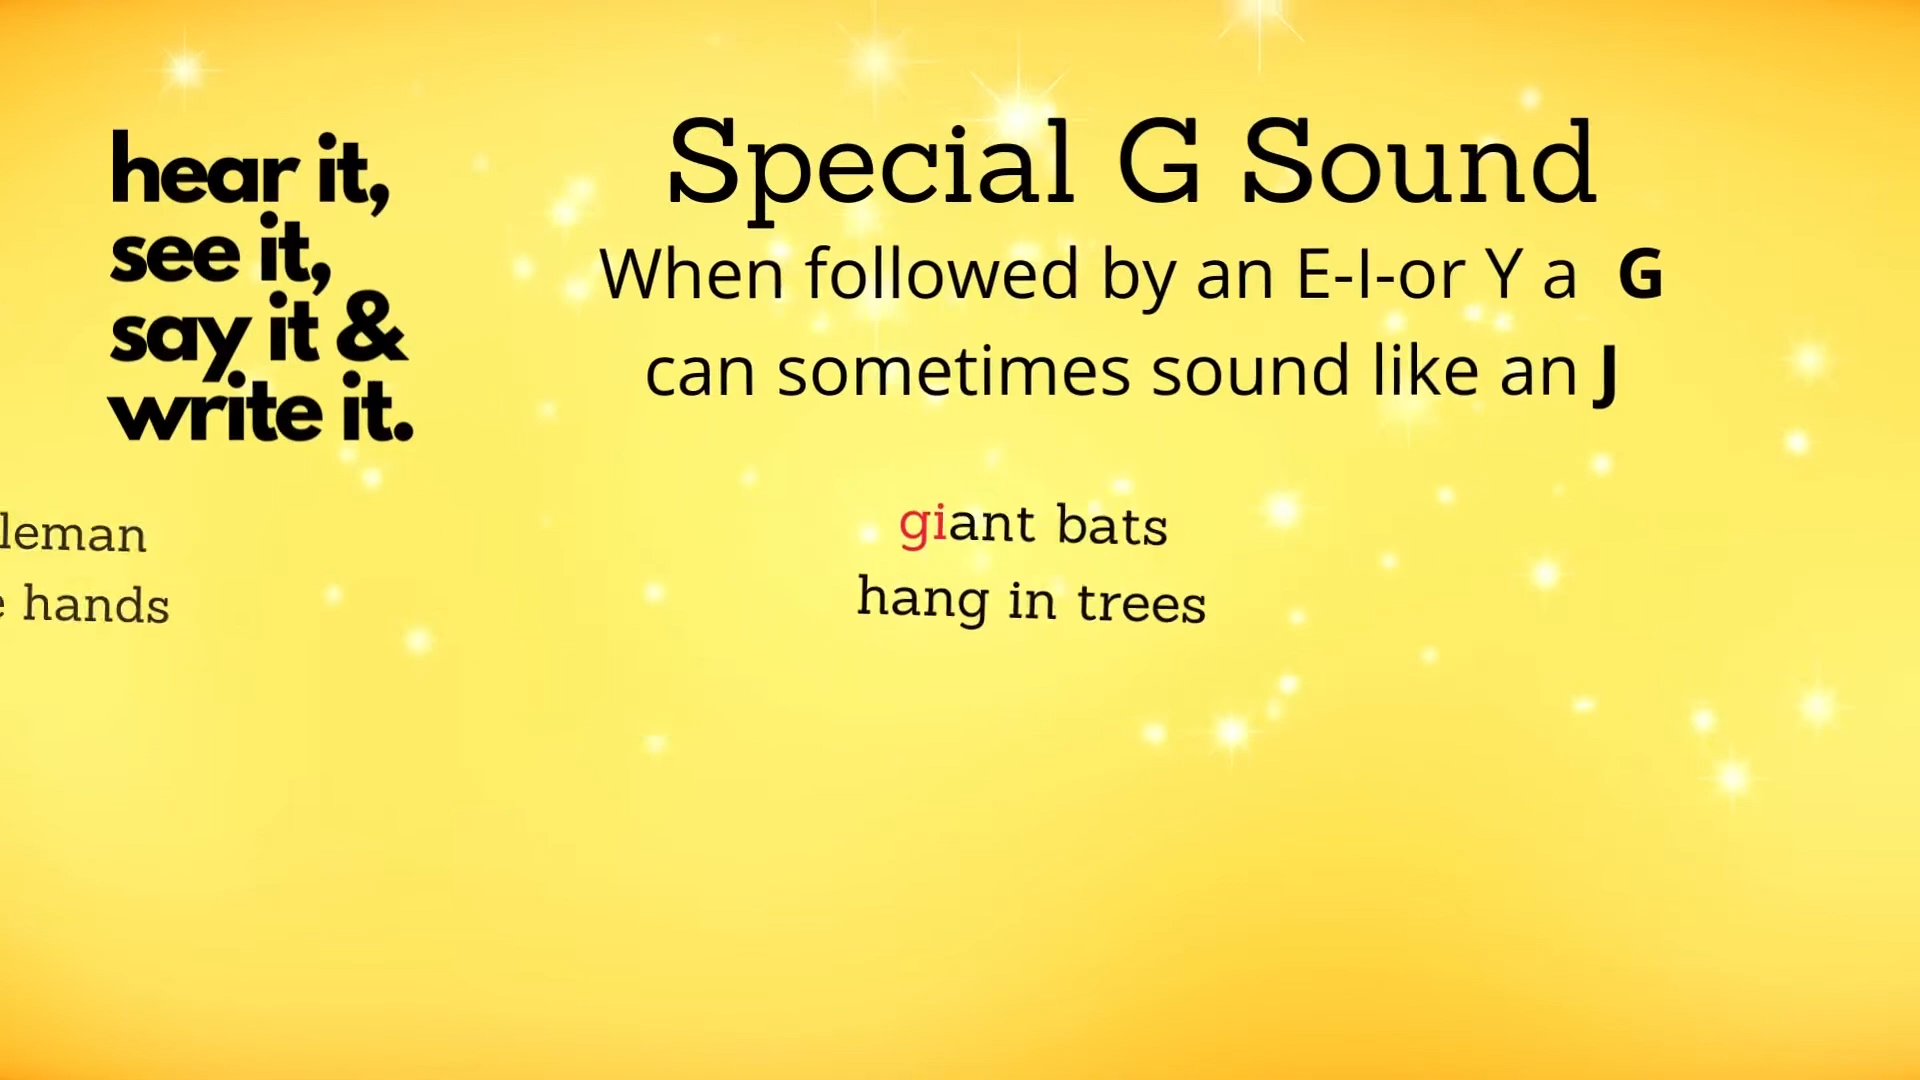 hear it,
see it,
say it &
write it.
Special G Sound
When followed by an E-I-or Y a G
can sometimes sound like an J
leman
hands
giant bats
hang in trees